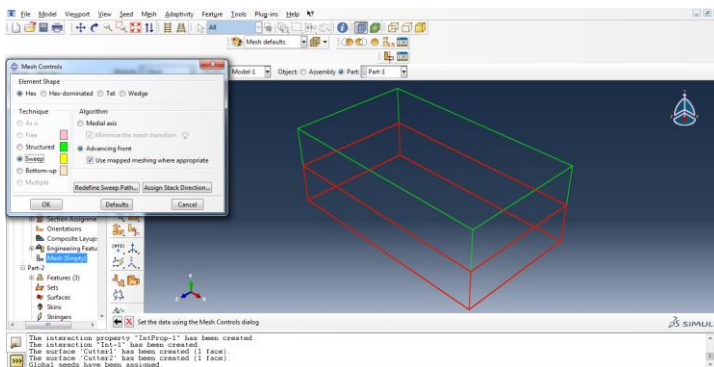 File Model Viewport View Seed Mesh Adaptivity Feature Tools Plug-ins Help
All
Mesh defaults
Mesh Controls
Model-1 Object: Assembly Part: Part-1
Element Shape
Hex Hex-dominated Tet Wedge
Technique
Algorithm
As is
Medial axis
Free
Minimize the mesh transition
Structured
Advancing front
Sweep
Use mapped meshing where appropriate
Bottom-up
Multiple
Redefine Sweep Path... Assign Stack Direction...
OK Defaults Cancel
Section Assignme
Orientations
Composite Layup:
Engineering Featu
Mesh (Empty)
Part-2
Features (3)
Sets
Surfaces
Skins
Stringers
Y
Z X
Set the data using the Mesh Controls dialog
SIMUL
The interaction property "IntProp-1" has been created.
The interaction "Int-1" has been created.
The surface 'Cutter1' has been created (1 face).
The surface 'Cutter2' has been created (1 face).
Global seeds have been assigned.